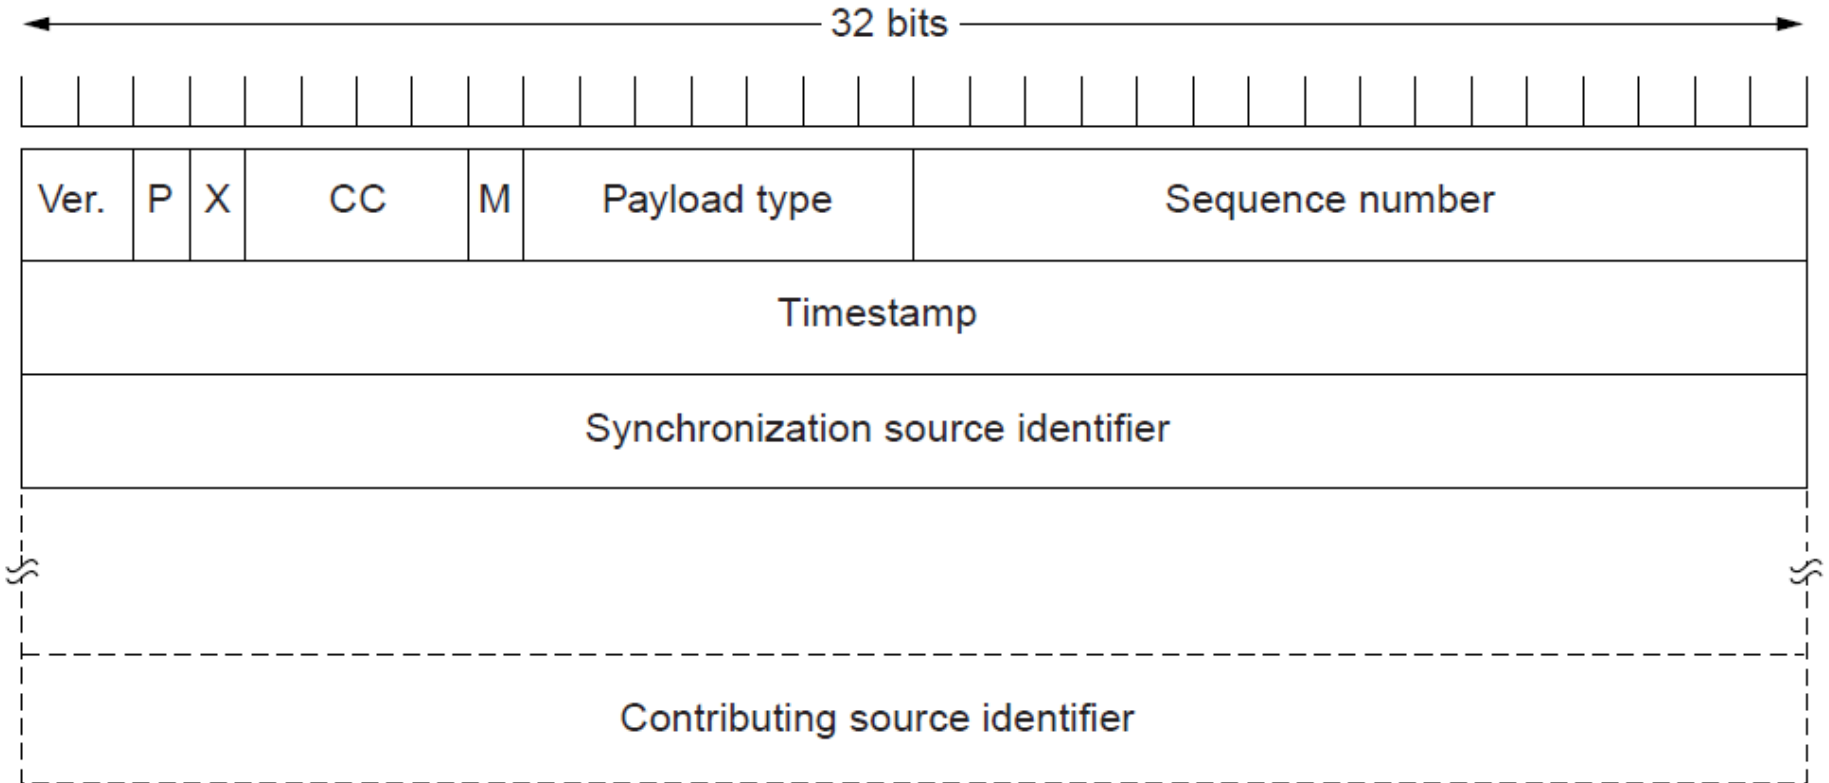 32 bits
Ver. P X CC M Payload type Sequence number
Timestamp
Synchronization source identifier
Contributing source identifier